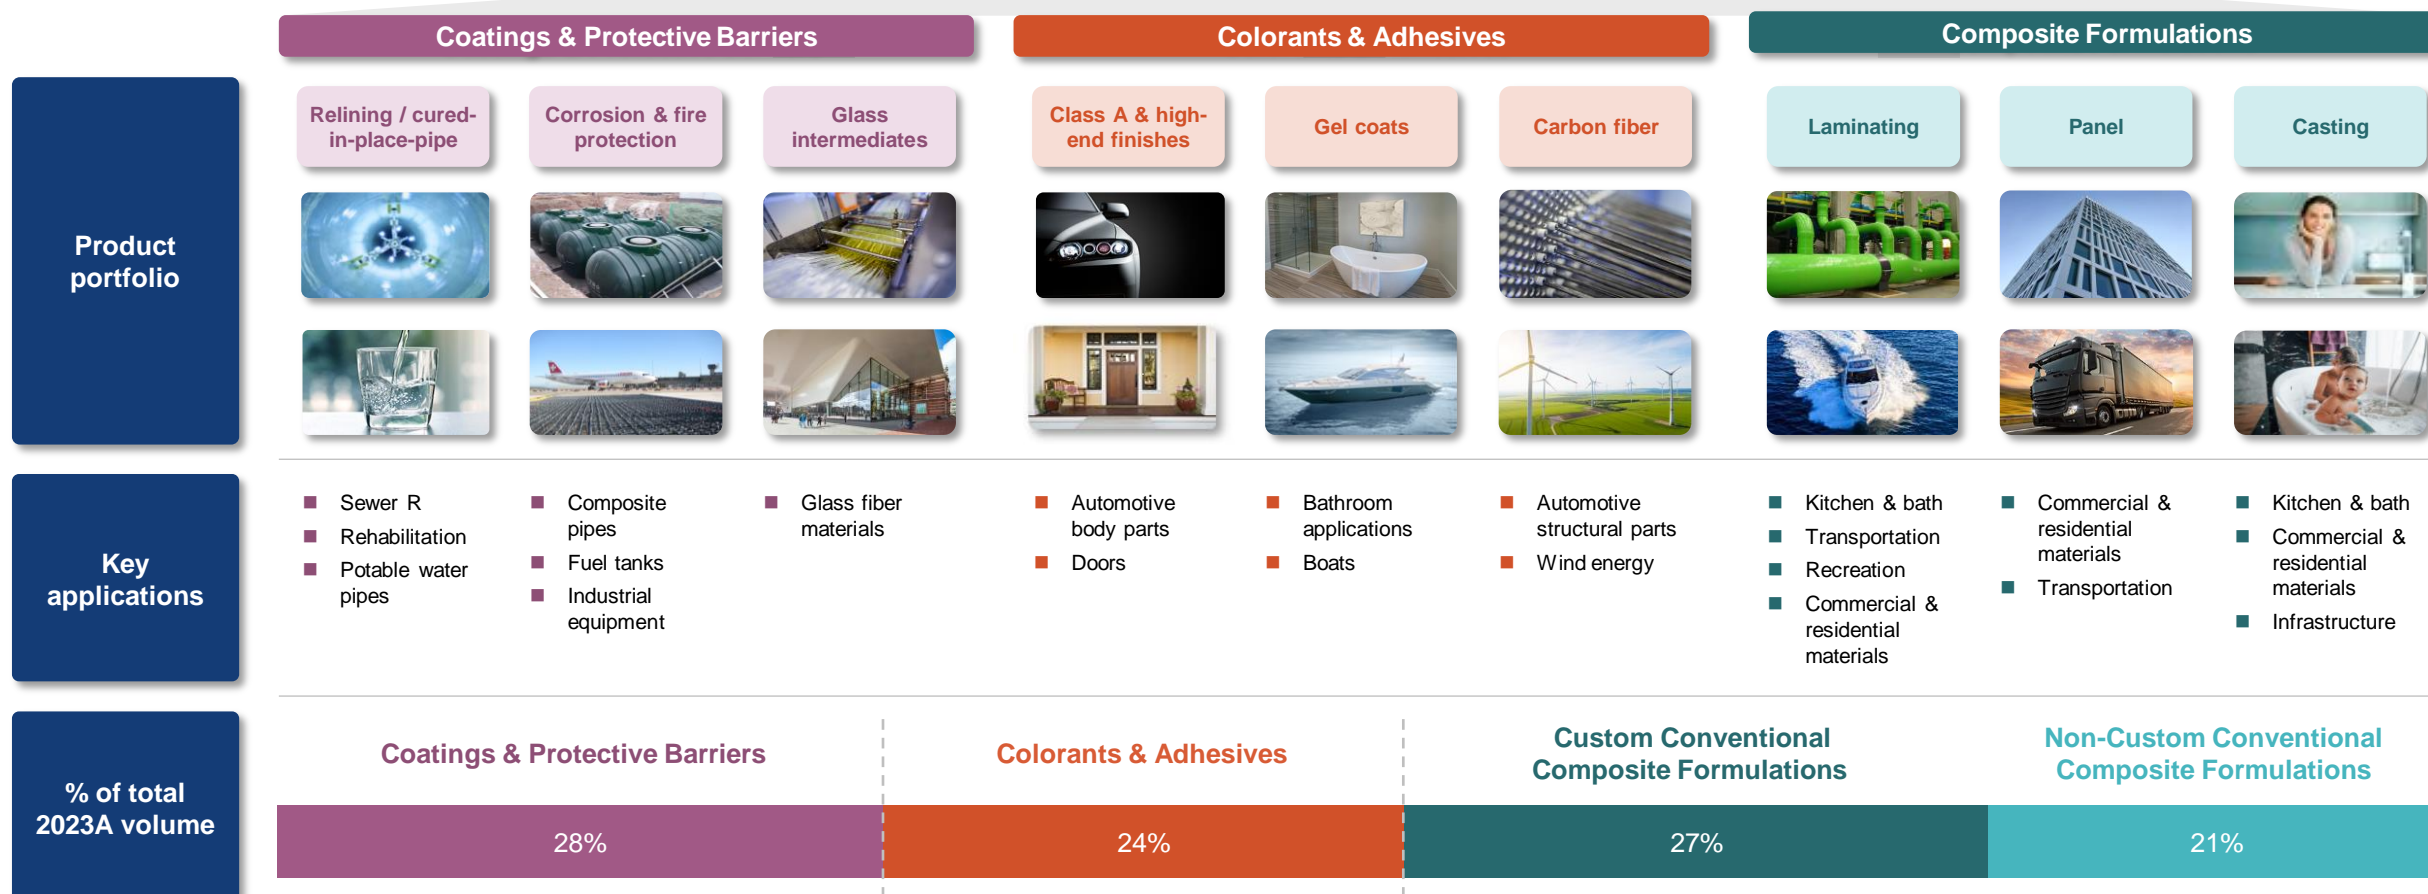 Coatings & Protective Barriers
Colorants & Adhesives
Composite Formulations
Product
portfolio
Relining / cured-
in-place-pipe
Corrosion & fire
protection
Glass
intermediates
Class A & high-
end finishes
Gel coats
Carbon fiber
Laminating
Panel
Casting
Key
applications
Sewer R
Rehabilitation
Potable water
pipes
Composite
pipes
Fuel tanks
Industrial
equipment
Glass fiber
materials
Automotive
body parts
Doors
Bathroom
applications
Boats
Automotive
structural parts
Wind energy
Kitchen & bath
Transportation
Recreation
Commercial &
residential
materials
Commercial &
residential
materials
Transportation
Kitchen & bath
Commercial &
residential
materials
Infrastructure
% of total
2023A volume
Coatings & Protective Barriers
Colorants & Adhesives
Custom Conventional
Composite Formulations
Non-Custom Conventional
Composite Formulations
28%
24%
27%
21%